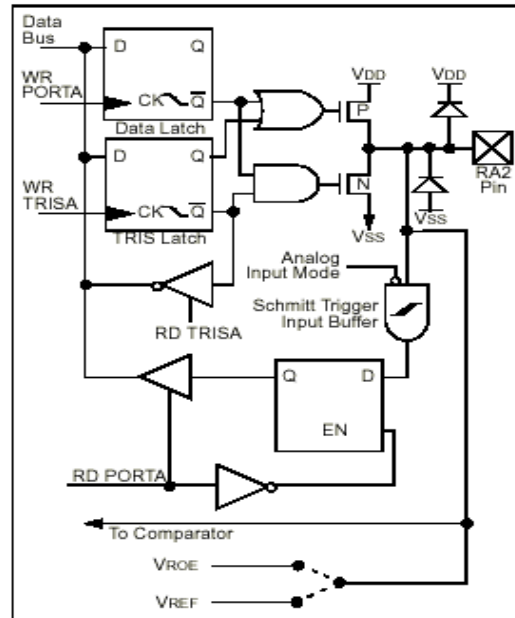 Data
Bus
D
Q
VDD
VDD
WR
PORTA
CK
Q
P
Data Latch
D
Q
N
RA2
Pin
WR
TRISA
CK
Q
VSS
TRIS Latch
VSS
Analog
Input Mode
Schmitt Trigger
Input Buffer
RD TRISA
Q
D
EN
RD PORTA
To Comparator
VROE
VREF